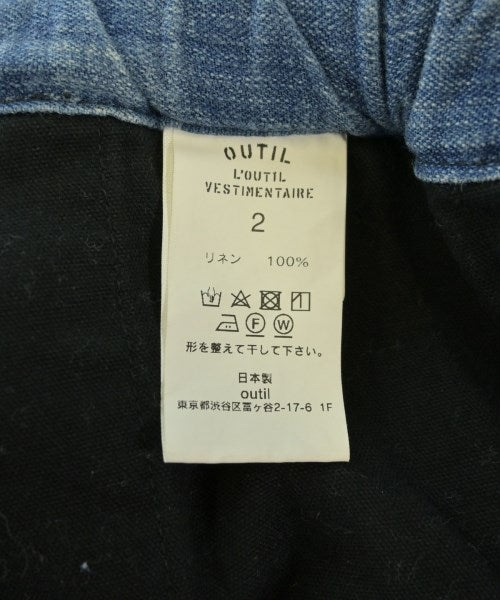 OUTIL
L'OUTIL
VESTIMENTAIRE
2
リネン 100%
F W
形を整えて干して下さい。
日本製
outil
東京都渋谷区富ヶ谷2-17-6 1F